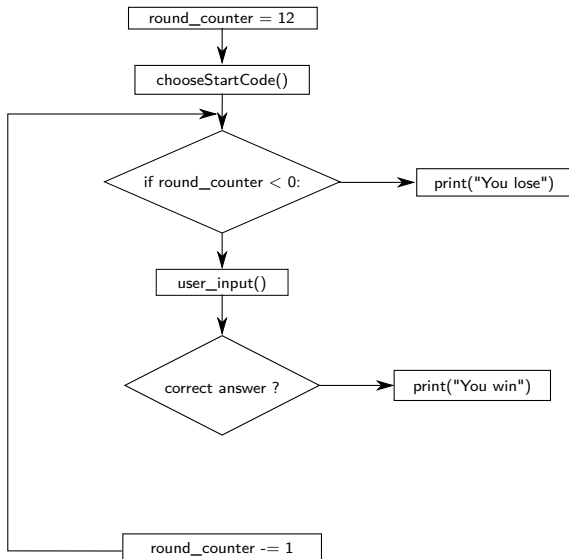 round_counter = 12
chooseStartCode()
if round_counter < 0:
print("You lose")
user_input()
correct answer ?
print("You win")
round_counter -= 1